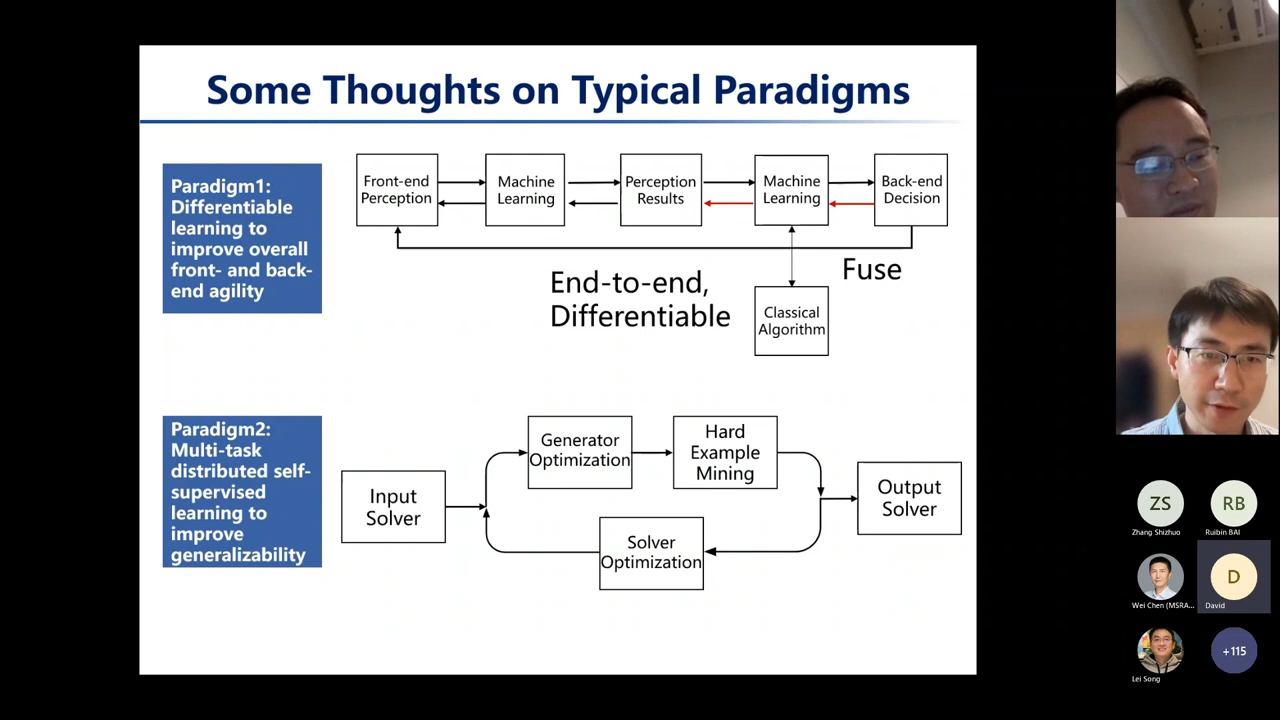 Some Thoughts on Typical Paradigms
Paradigm1:
Differentiable
learning to
improve overall
front- and back-
end agility
Front-end
Perception
Machine
Learning
Perception
Results
Machine
Learning
Back-end
Decision
End-to-end,
Differentiable
Fuse
Classical
Algorithm
Paradigm2:
Multi-task
distributed self-
supervised
learning to
improve
generalizability
Input
Solver
Generator
Optimization
Hard
Example
Mining
Solver
Optimization
Output
Solver
ZS
Zhang Shizhuo
RB
Ruibin BAI
Wei Chen (MSRA...
D
David
Lei Song
+115